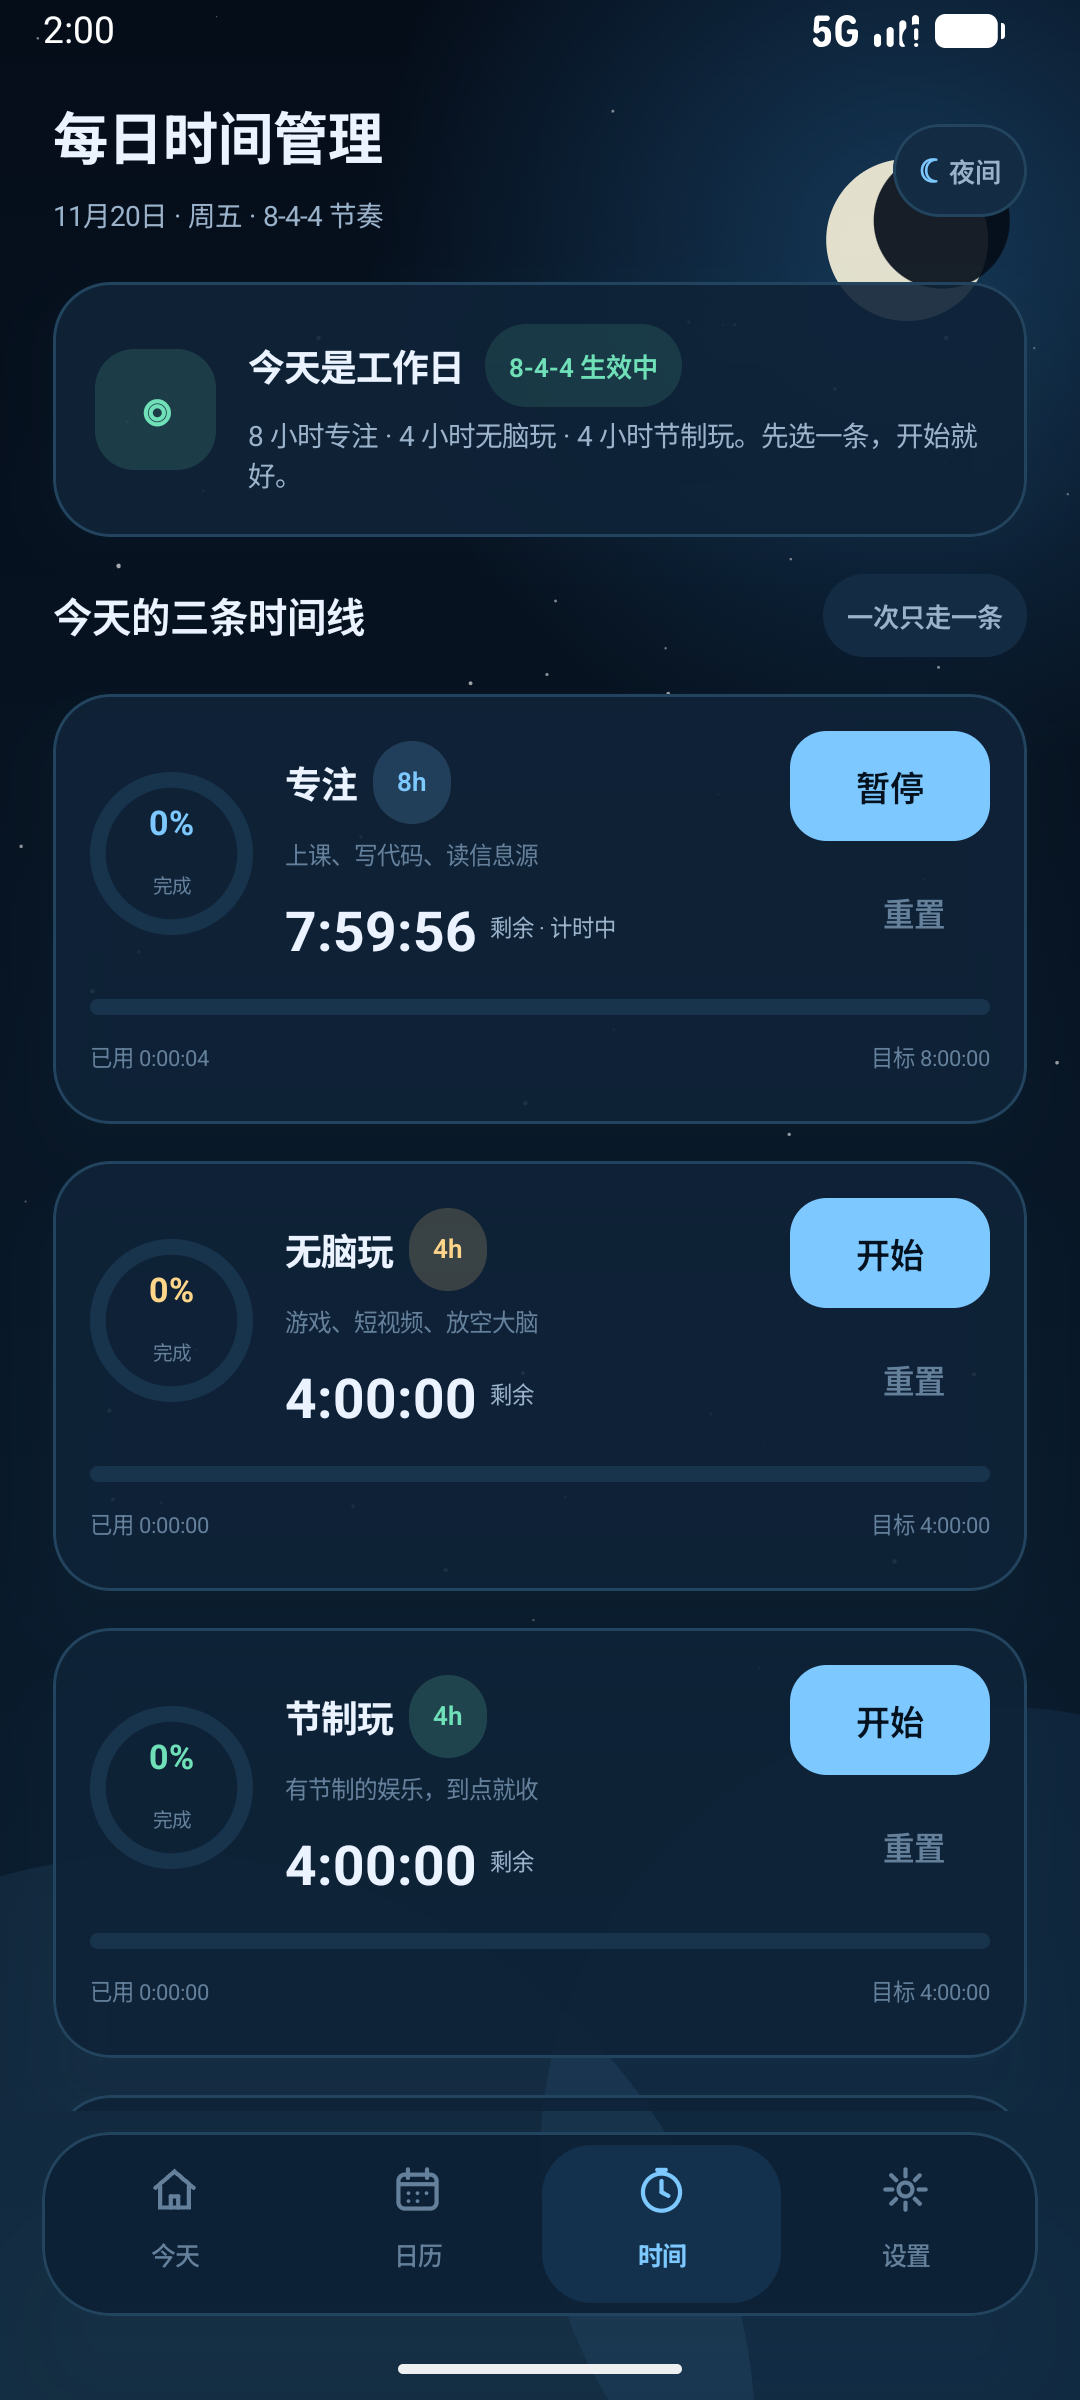 2:00
5G
每日时间管理
夜间
11月20日 · 周五 · 8-4-4 节奏
今天是工作日
8-4-4 生效中
8 小时专注 · 4 小时无脑玩 · 4 小时节制玩。先选一条，开始就
好。
今天的三条时间线
一次只走一条
专注
8h
暂停
0%
完成
上课、写代码、读信息源
7:59:56 剩余 · 计时中
重置
已用 0:00:04
目标 8:00:00
无脑玩
4h
开始
0%
完成
游戏、短视频、放空大脑
4:00:00 剩余
重置
已用 0:00:00
目标 4:00:00
节制玩
4h
开始
0%
完成
有节制的娱乐，到点就收
4:00:00 剩余
重置
已用 0:00:00
目标 4:00:00
今天
日历
时间
设置